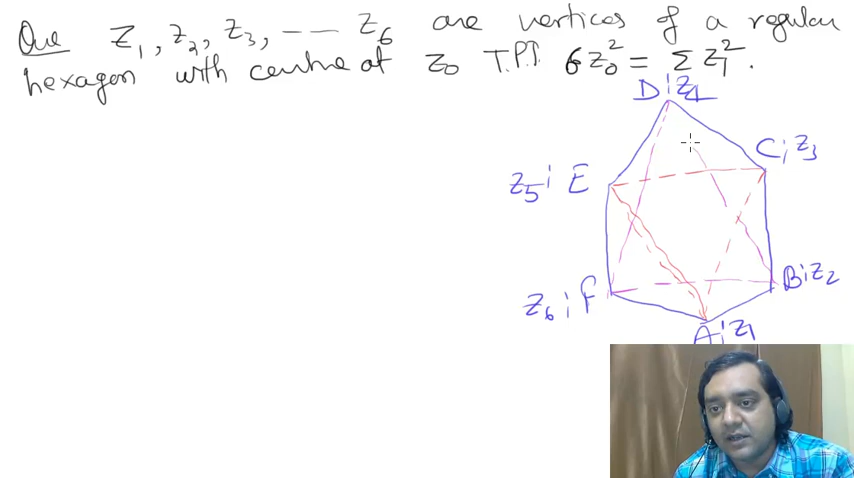 Que Z1, Z2, Z3, --- Z6 are vertices of a regular
hexagon with centre at Z0 T.P.T. 6Z0² = Σ Z1².
D; Z4
C; Z3
Z5; E
B; Z2
Z6; F
A; Z1